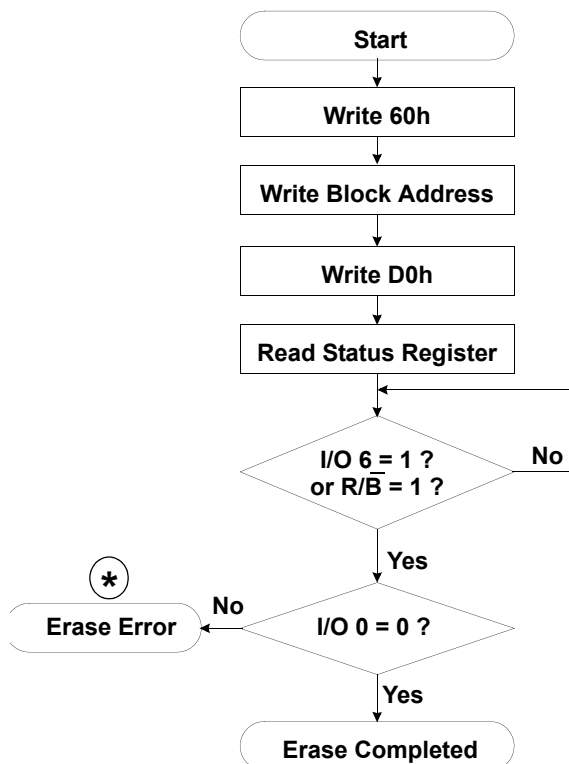 Start
Write 60h
Write Block Address
Write D0h
Read Status Register
I/O 6 = 1 ?
or R/B̅ = 1 ?
No
Yes
*
No
Erase Error
I/O 0 = 0 ?
Yes
Erase Completed